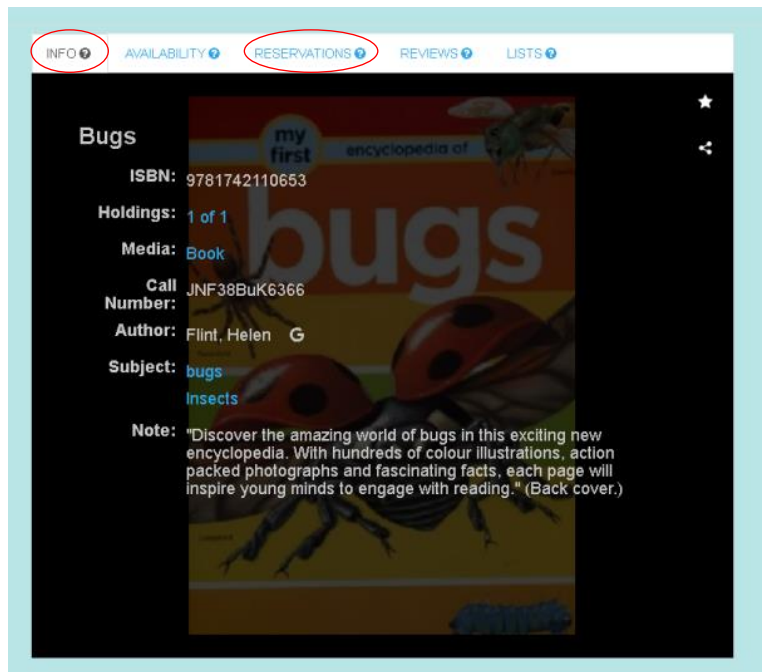 INFO AVAILABILITY RESERVATIONS REVIEWS LISTS
Bugs
my
first encyclopedia of
bugs
ISBN: 9781742110653
Holdings: 1 of 1
Media: Book
Call
Number: JNF38BuK6366
Author: Flint, Helen G
Subject: bugs
Insects
Note: "Discover the amazing world of bugs in this exciting new
encyclopedia. With hundreds of colour illustrations, action
packed photographs and fascinating facts, each page will
inspire young minds to engage with reading." (Back cover.)